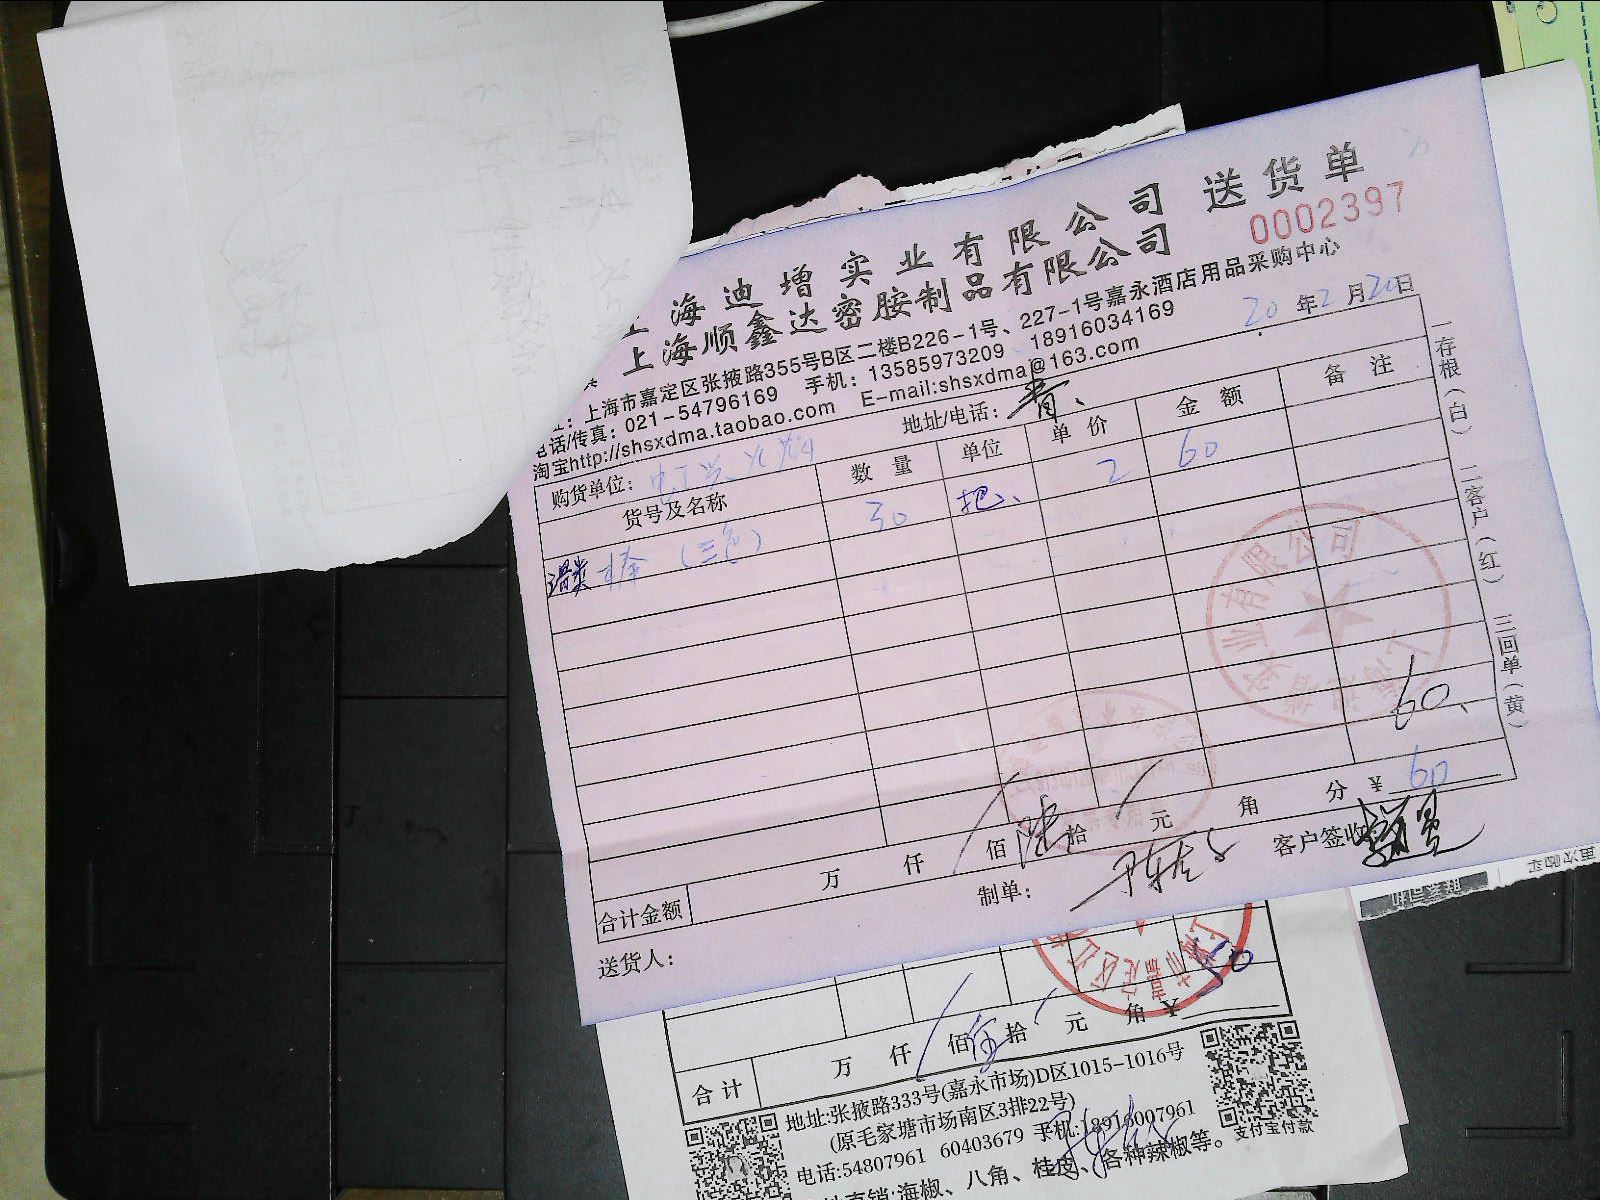 上海迪增实业有限公司 送货单
上海顺鑫达密胺制品有限公司
0002397
上海市嘉定区张掖路355号B区二楼B226-1号、227-1号嘉永酒店用品采购中心
电话/传真：021-54796169 手机：13585973209 18916034169
淘宝http://shsxdma.taobao.com E-mail:shsxdma@163.com
20年2月20日
购货单位： 地址/电话：
货号及名称 数量 单位 单价 金额 备注
棒（三色） 30 把 2 60
60
合计金额 万 仟 佰 陆拾 元 角 分 ￥60
送货人： 制单： 客户签收
一存根（白） 二客户（红） 三回单（黄）
合计 万 仟 佰 伍拾 元 角 ￥
地址:张掖路333号(嘉永市场)D区1015-1016号
(原毛家塘市场南区3排22号)
电话:54807961 60403679 手机:18916007961
直销:海椒、八角、桂皮、各种辣椒等。
支付宝付款